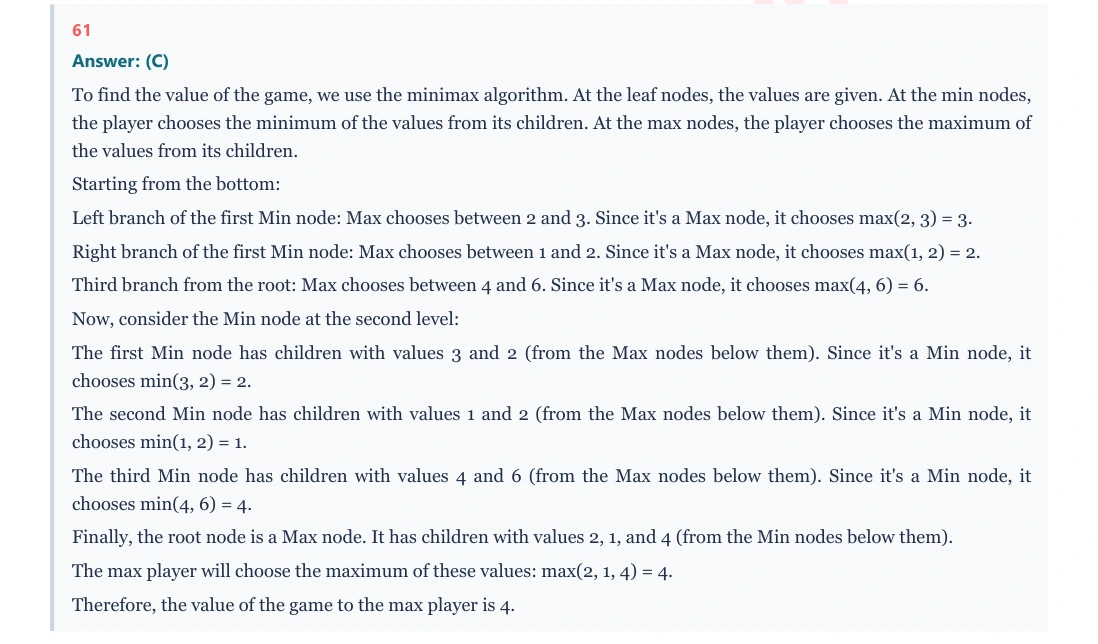 61
Answer: (C)
To find the value of the game, we use the minimax algorithm. At the leaf nodes, the values are given. At the min nodes,
the player chooses the minimum of the values from its children. At the max nodes, the player chooses the maximum of
the values from its children.
Starting from the bottom:
Left branch of the first Min node: Max chooses between 2 and 3. Since it's a Max node, it chooses max(2, 3) = 3.
Right branch of the first Min node: Max chooses between 1 and 2. Since it's a Max node, it chooses max(1, 2) = 2.
Third branch from the root: Max chooses between 4 and 6. Since it's a Max node, it chooses max(4, 6) = 6.
Now, consider the Min node at the second level:
The first Min node has children with values 3 and 2 (from the Max nodes below them). Since it's a Min node, it
chooses min(3, 2) = 2.
The second Min node has children with values 1 and 2 (from the Max nodes below them). Since it's a Min node, it
chooses min(1, 2) = 1.
The third Min node has children with values 4 and 6 (from the Max nodes below them). Since it's a Min node, it
chooses min(4, 6) = 4.
Finally, the root node is a Max node. It has children with values 2, 1, and 4 (from the Min nodes below them).
The max player will choose the maximum of these values: max(2, 1, 4) = 4.
Therefore, the value of the game to the max player is 4.